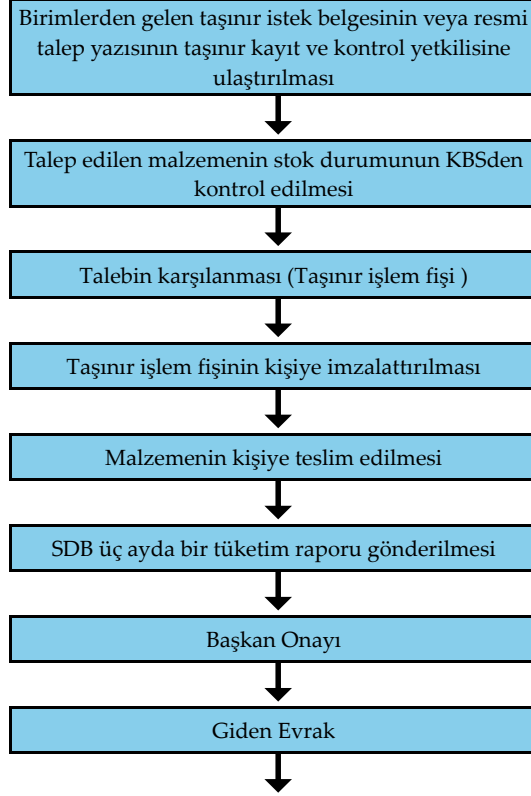 Birimlerden gelen taşınır istek belgesinin veya resmi
talep yazısının taşınır kayıt ve kontrol yetkilisine
ulaştırılması
Talep edilen malzemenin stok durumunun KBSden
kontrol edilmesi
Talebin karşılanması (Taşınır işlem fişi )
Taşınır işlem fişinin kişiye imzalattırılması
Malzemenin kişiye teslim edilmesi
SDB üç ayda bir tüketim raporu gönderilmesi
Başkan Onayı
Giden Evrak